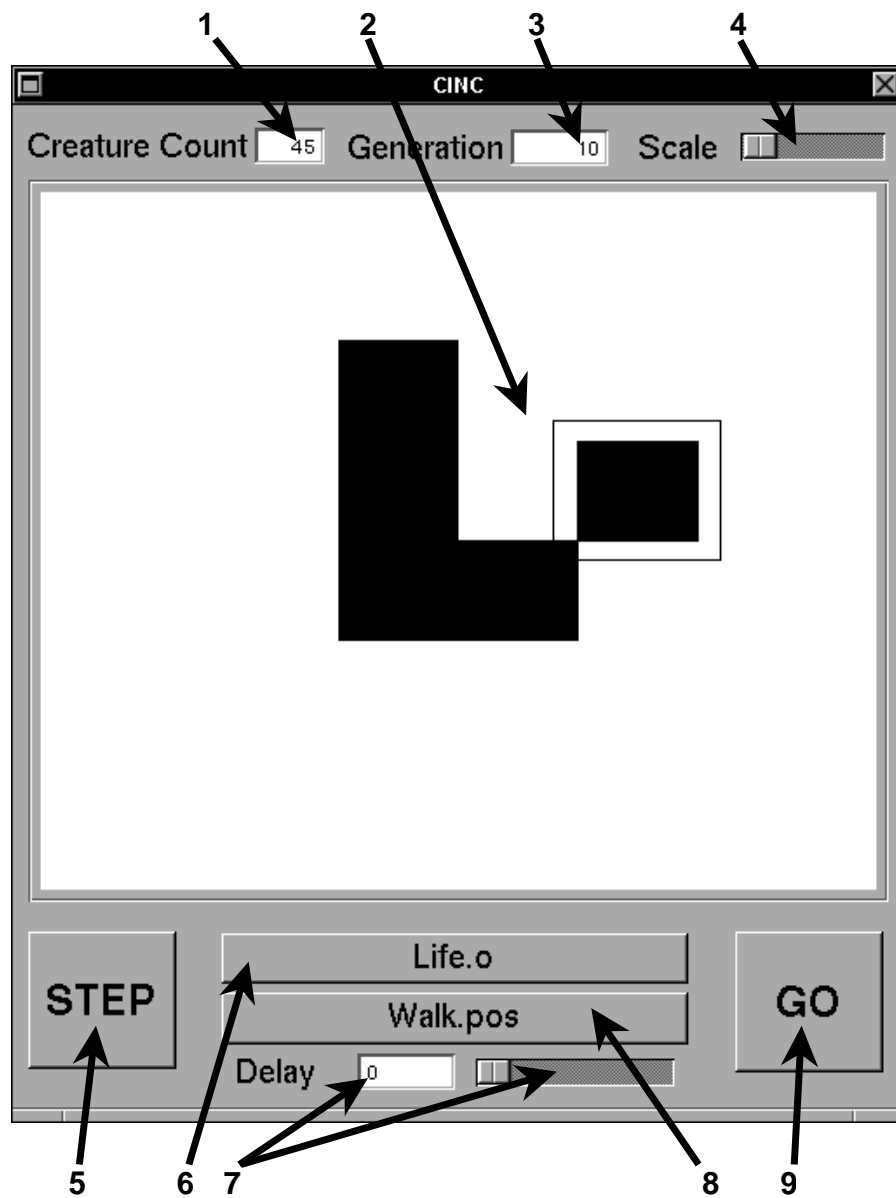 1 2 3 4
CINC
Creature Count 45 Generation 10 Scale
STEP
Life.o
Walk.pos
Delay 0
GO
5 6 7 8 9